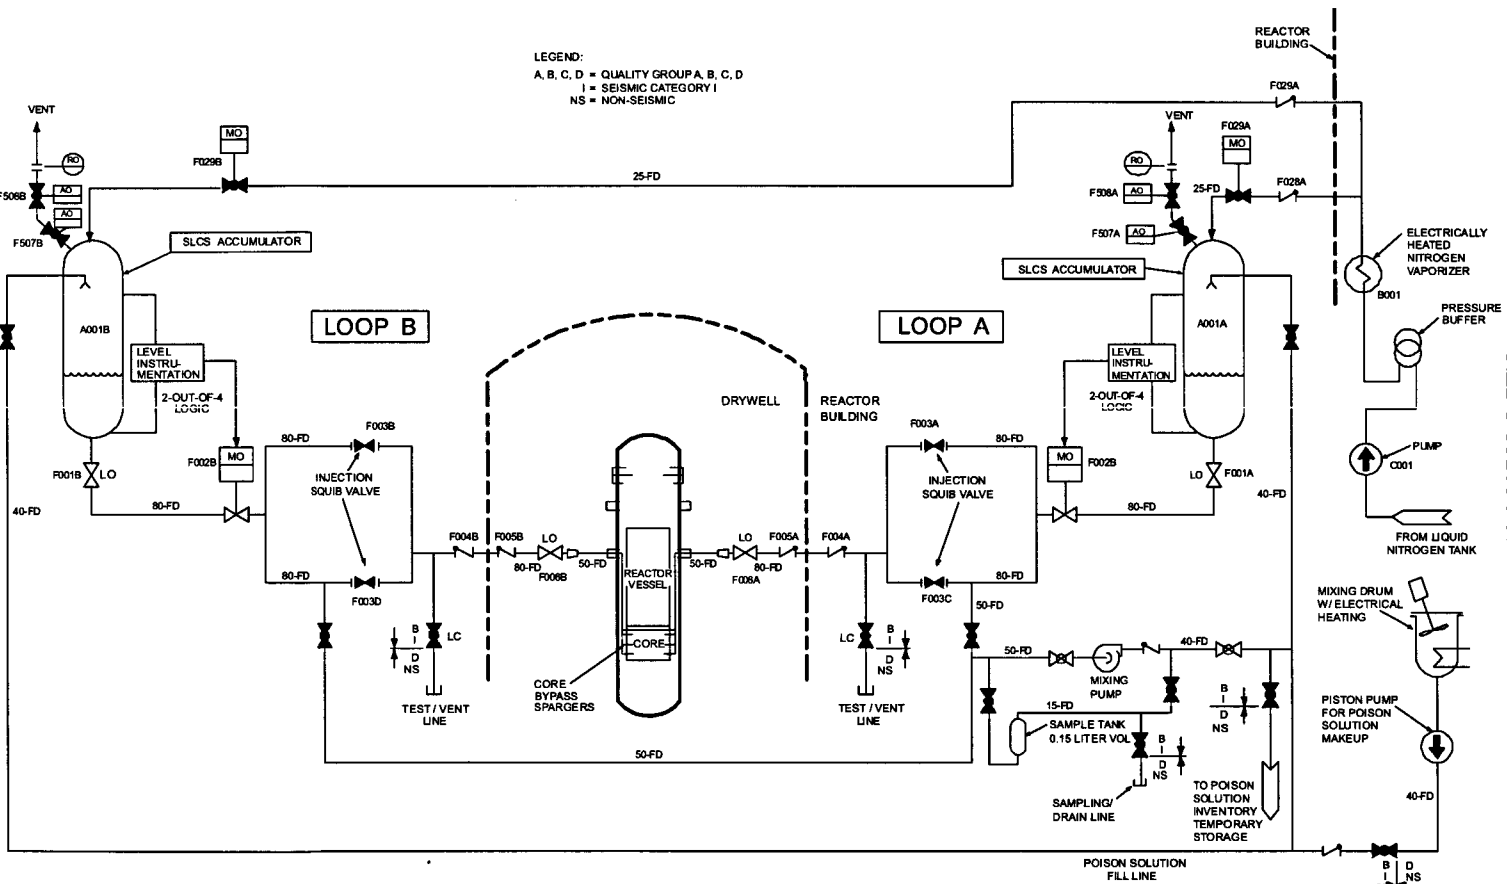 LEGEND:
A, B, C, D = QUALITY GROUP A, B, C, D
I = SEISMIC CATEGORY I
NS = NON-SEISMIC
REACTOR
BUILDING
F029A
VENT
MO
F029B
RO
AO
F507B
AO
25-FD
VENT
F029A
MO
RO
F508A
AO
25-FD
F028A
F507A
AO
SLCS ACCUMULATOR
SLCS ACCUMULATOR
ELECTRICALLY
HEATED
NITROGEN
VAPORIZER
B001
PRESSURE
BUFFER
A001B
LOOP B
LOOP A
A001A
LEVEL
INSTRU-
MENTATION
2-OUT-OF-4
LOGIC
LEVEL
INSTRU-
MENTATION
2-OUT-OF-4
LOGIC
DRYWELL
REACTOR
BUILDING
F003B
80-FD
F003A
80-FD
F001B
LO
F002B
MO
INJECTION
SQUIB VALVE
INJECTION
SQUIB VALVE
MO
F002B
LO
F001A
40-FD
PUMP
C001
40-FD
80-FD
80-FD
FROM LIQUID
NITROGEN TANK
F004B
F005B
LO
80-FD
F006B
50-FD
REACTOR
VESSEL
50-FD
LO
F006A
80-FD
F005A
F004A
80-FD
F003D
80-FD
F003C
50-FD
MIXING DRUM
W/ ELECTRICAL
HEATING
CORE
B
I
D
NS
LC
LC
B
I
D
NS
50-FD
MIXING
PUMP
40-FD
CORE
BYPASS
SPARGERS
TEST / VENT
LINE
TEST / VENT
LINE
15-FD
SAMPLE TANK
0.15 LITER VOL
B
I
D
NS
B
I
D
NS
PISTON PUMP
FOR POISON
SOLUTION
MAKEUP
50-FD
SAMPLING/
DRAIN LINE
TO POISON
SOLUTION
INVENTORY
TEMPORARY
STORAGE
40-FD
POISON SOLUTION
FILL LINE
B
I
D
NS